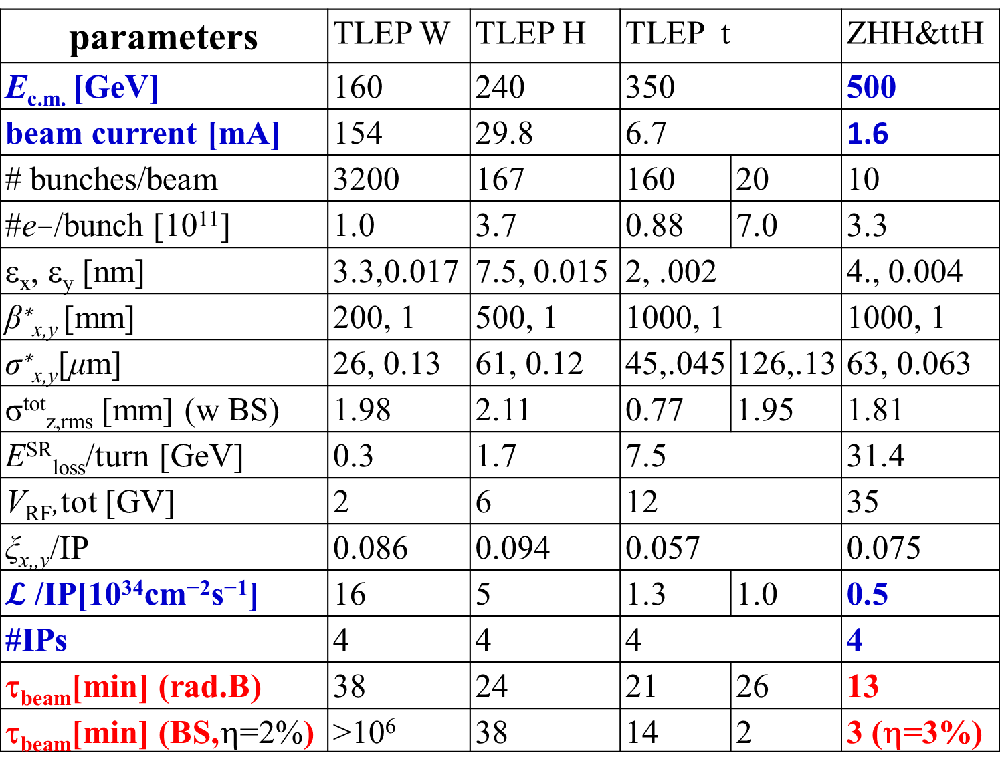 parameters TLEP W TLEP H TLEP t ZHH&ttH
E_c.m. [GeV] 160 240 350 500
beam current [mA] 154 29.8 6.7 1.6
# bunches/beam 3200 167 160 20 10
#e–/bunch [10¹¹] 1.0 3.7 0.88 7.0 3.3
εx, εy [nm] 3.3,0.017 7.5, 0.015 2, .002 4., 0.004
β*x,y [mm] 200, 1 500, 1 1000, 1 1000, 1
σ*x,y[μm] 26, 0.13 61, 0.12 45,.045 126,.13 63, 0.063
σ^tot_z,rms [mm] (w BS) 1.98 2.11 0.77 1.95 1.81
E^SR_loss/turn [GeV] 0.3 1.7 7.5 31.4
V_RF,tot [GV] 2 6 12 35
ξx,,y/IP 0.086 0.094 0.057 0.075
ℒ /IP[10³⁴cm⁻²s⁻¹] 16 5 1.3 1.0 0.5
#IPs 4 4 4 4
τ_beam[min] (rad.B) 38 24 21 26 13
τ_beam[min] (BS,η=2%) >10⁶ 38 14 2 3 (η=3%)